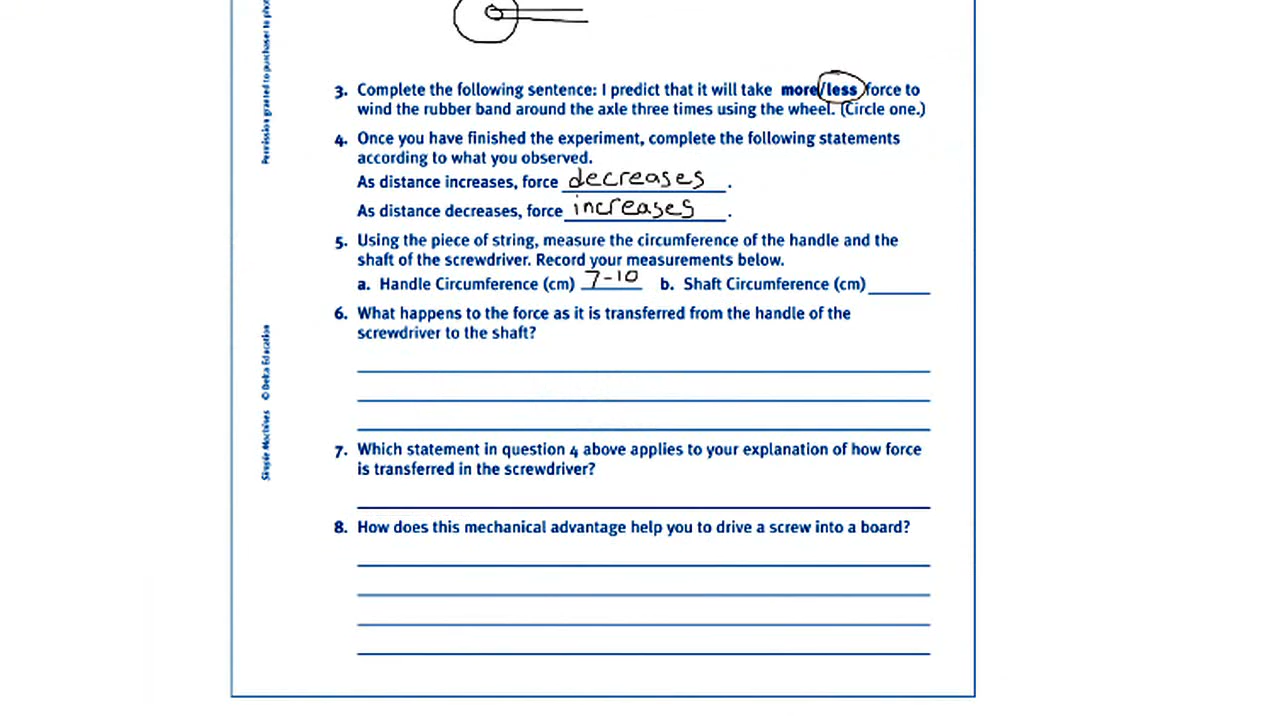 3. Complete the following sentence: I predict that it will take more/less force to
wind the rubber band around the axle three times using the wheel. (Circle one.)
4. Once you have finished the experiment, complete the following statements
according to what you observed.
As distance increases, force decreases.
As distance decreases, force increases.
5. Using the piece of string, measure the circumference of the handle and the
shaft of the screwdriver. Record your measurements below.
a. Handle Circumference (cm) 7-10 b. Shaft Circumference (cm)
6. What happens to the force as it is transferred from the handle of the
screwdriver to the shaft?
7. Which statement in question 4 above applies to your explanation of how force
is transferred in the screwdriver?
8. How does this mechanical advantage help you to drive a screw into a board?
Permission granted to purchaser to
Simple Machines © Delta Education